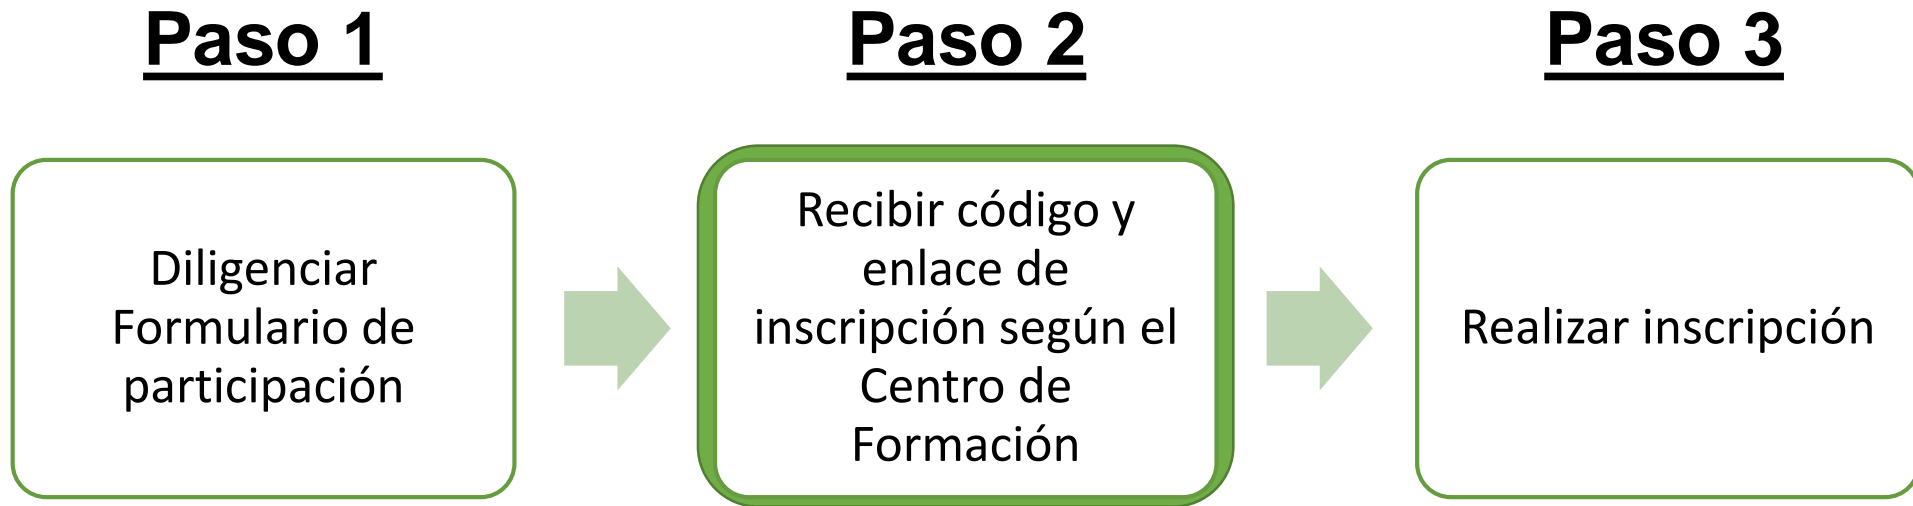 Paso 1
Paso 2
Paso 3
Diligenciar
Formulario de
participación
Recibir código y
enlace de
inscripción según el
Centro de
Formación
Realizar inscripción